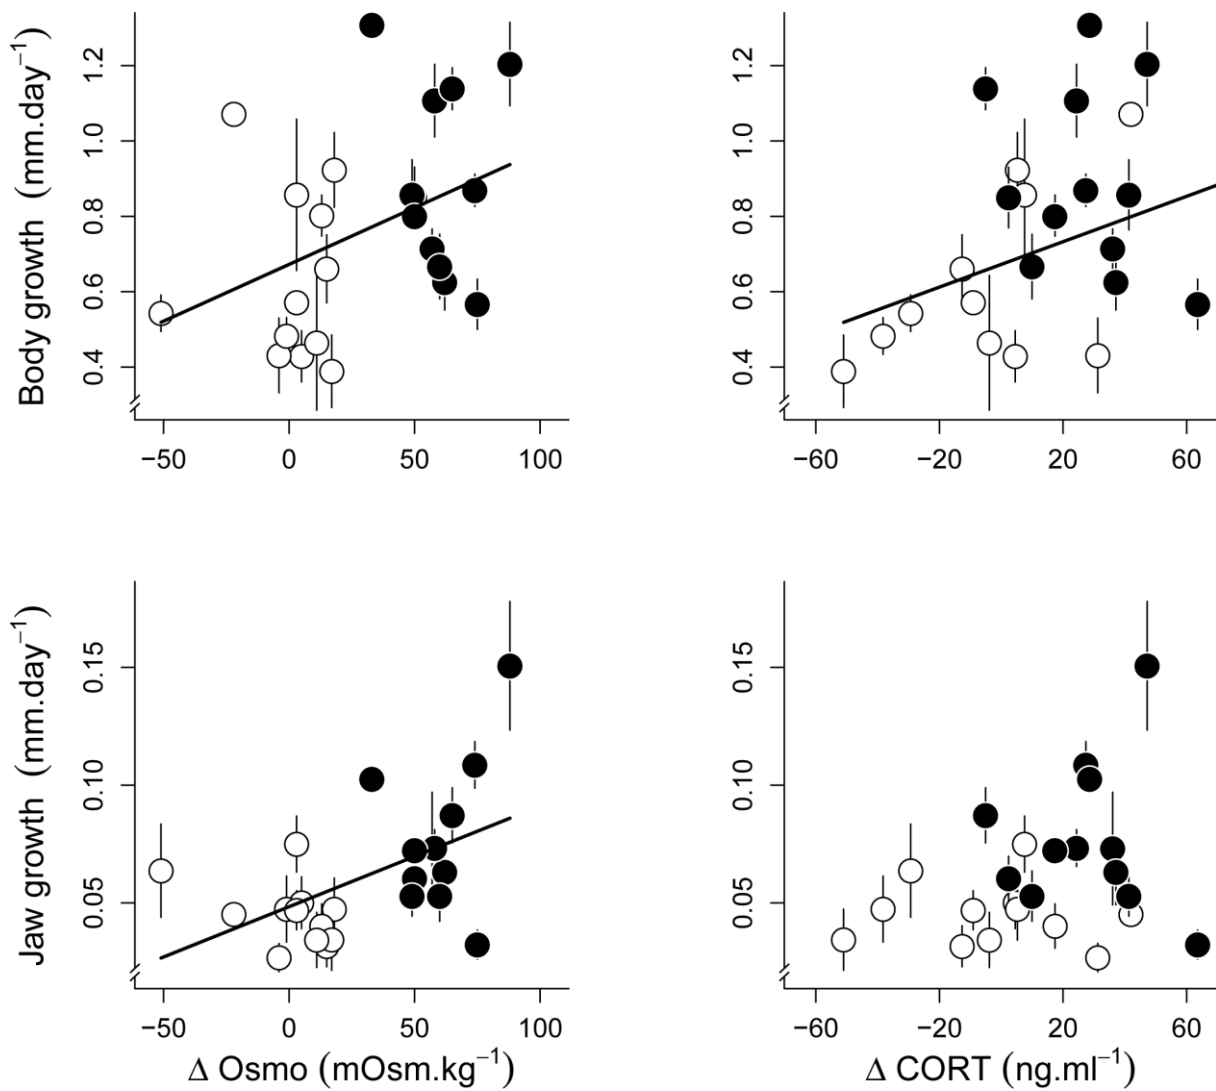 Body growth (mm.day⁻¹)
0.4 0.6 0.8 1.0 1.2
−50 0 50 100
0.4 0.6 0.8 1.0 1.2
−60 −20 20 60
Jaw growth (mm.day⁻¹)
0.05 0.10 0.15
−50 0 50 100
Δ Osmo (mOsm.kg⁻¹)
0.05 0.10 0.15
−60 −20 20 60
Δ CORT (ng.ml⁻¹)